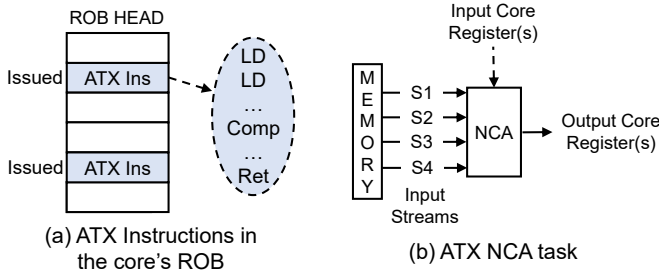 ROB HEAD
Issued
ATX Ins
Issued
ATX Ins
LD
LD
...
Comp
...
Ret
(a) ATX Instructions in
the core's ROB
Input Core
Register(s)
MEMORY
S1
S2
S3
S4
Input
Streams
NCA
Output Core
Register(s)
(b) ATX NCA task